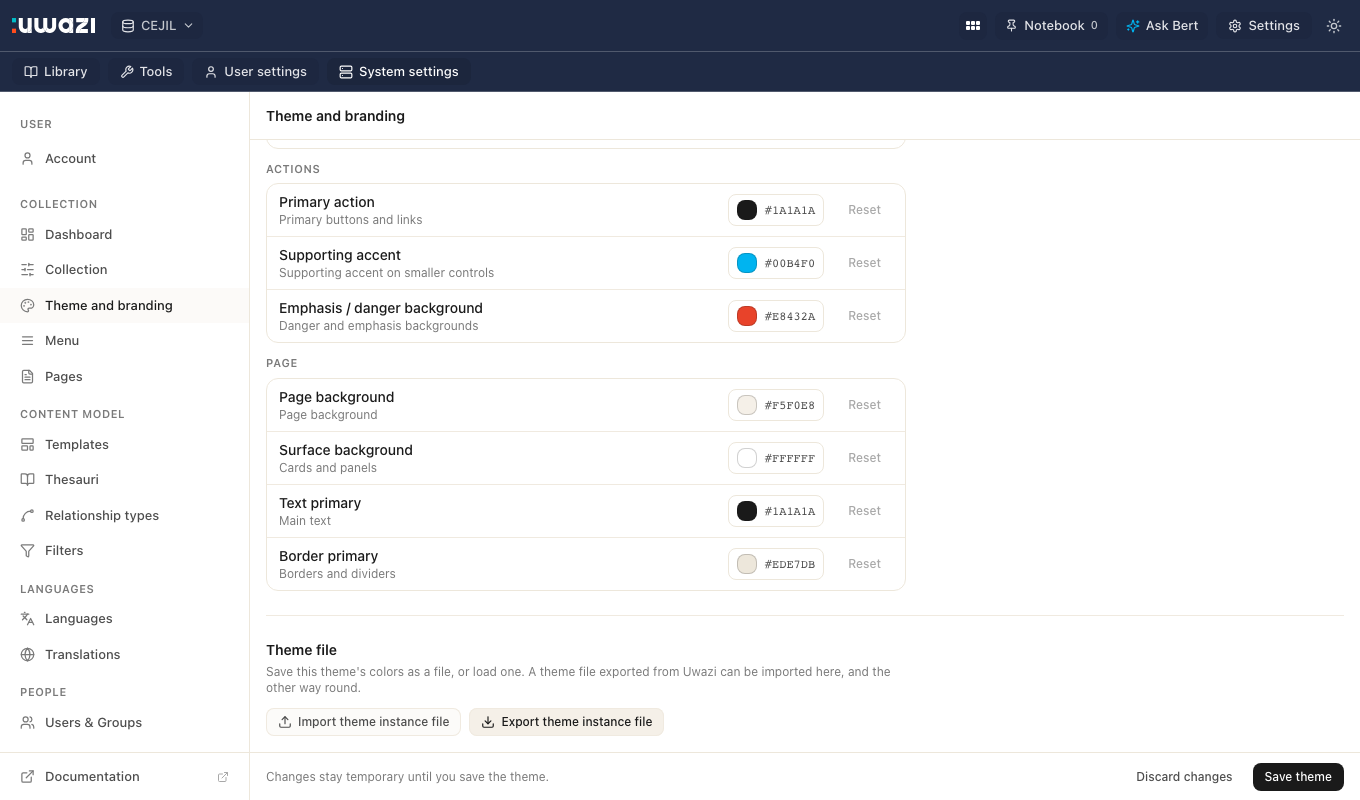 uwazi
CEJIL
Notebook 0
Ask Bert
Settings
Library
Tools
User settings
System settings
USER
Account
COLLECTION
Dashboard
Collection
Theme and branding
Menu
Pages
CONTENT MODEL
Templates
Thesauri
Relationship types
Filters
LANGUAGES
Languages
Translations
PEOPLE
Users & Groups
Documentation
Theme and branding
ACTIONS
Primary action
Primary buttons and links
#1A1A1A
Reset
Supporting accent
Supporting accent on smaller controls
#00B4F0
Reset
Emphasis / danger background
Danger and emphasis backgrounds
#E8432A
Reset
PAGE
Page background
Page background
#F5F0E8
Reset
Surface background
Cards and panels
#FFFFFF
Reset
Text primary
Main text
#1A1A1A
Reset
Border primary
Borders and dividers
#EDE7DB
Reset
Theme file
Save this theme's colors as a file, or load one. A theme file exported from Uwazi can be imported here, and the
other way round.
Import theme instance file
Export theme instance file
Changes stay temporary until you save the theme.
Discard changes
Save theme